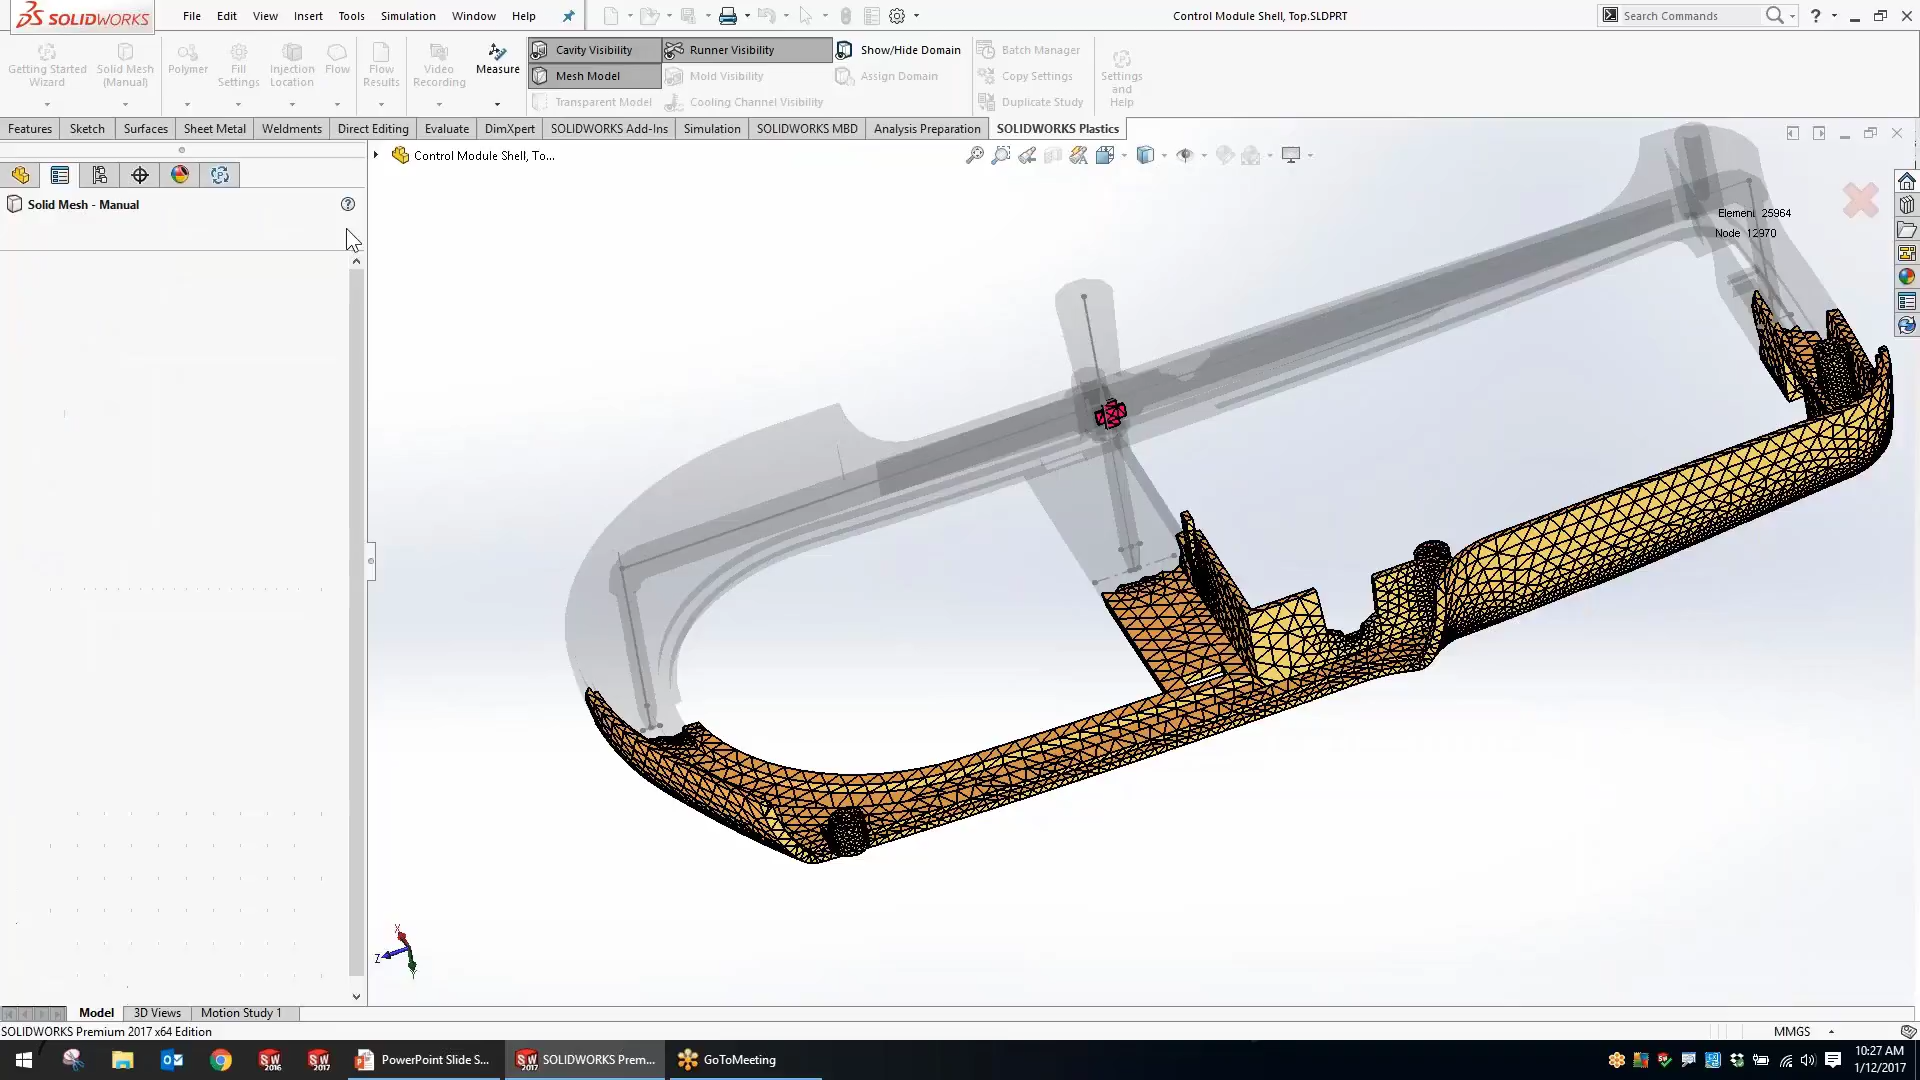 SOLIDWORKS File Edit View Insert Tools Simulation Window Help Control Module Shell, Top.SLDPRT Search Commands ?
Getting Started Wizard
Solid Mesh (Manual)
Polymer
Fill Settings
Injection Location
Flow
Flow Results
Video Recording
Measure
Cavity Visibility Runner Visibility Show/Hide Domain Batch Manager
Mesh Model Mold Visibility Assign Domain Copy Settings
Transparent Model Cooling Channel Visibility Duplicate Study
Settings and Help
Features Sketch Surfaces Sheet Metal Weldments Direct Editing Evaluate DimXpert SOLIDWORKS Add-Ins Simulation SOLIDWORKS MBD Analysis Preparation SOLIDWORKS Plastics
Control Module Shell, To...
Solid Mesh - Manual ?
Element 25964
Node 12970
X
Z
Y
Model 3D Views Motion Study 1
SOLIDWORKS Premium 2017 x64 Edition MMGS
SW 2016 SW 2017 PowerPoint Slide S... SW 2017 SOLIDWORKS Prem... GoToMeeting
10:27 AM
1/12/2017